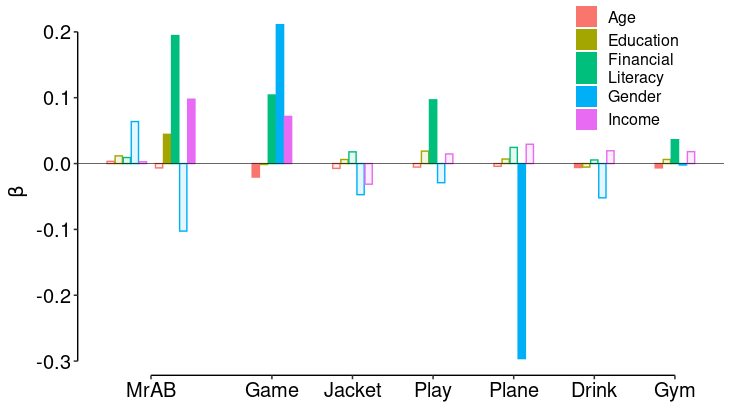 0.2
0.1
0.0
-0.1
-0.2
-0.3
β
Age
Education
Financial
Literacy
Gender
Income
MrAB Game Jacket Play Plane Drink Gym